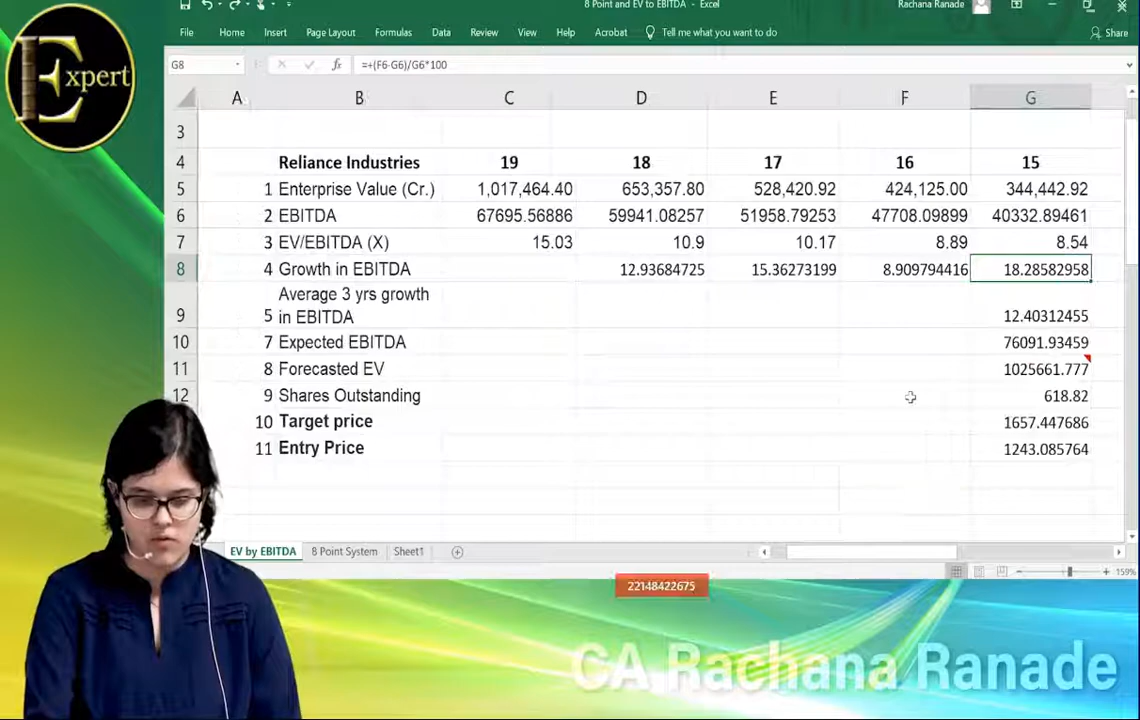 Expert
8 Point and EV to EBITDA - Excel
Rachana Ranade
File Home Insert Page Layout Formulas Data Review View Help Acrobat Tell me what you want to do Share
G8 fx =+(F6-G6)/G6*100
A B C D E F G
3
4 Reliance Industries 19 18 17 16 15
5 1 Enterprise Value (Cr.) 1,017,464.40 653,357.80 528,420.92 424,125.00 344,442.92
6 2 EBITDA 67695.56886 59941.08257 51958.79253 47708.09899 40332.89461
7 3 EV/EBITDA (X) 15.03 10.9 10.17 8.89 8.54
8 4 Growth in EBITDA 12.93684725 15.36273199 8.909794416 18.28582958
Average 3 yrs growth
9 5 in EBITDA 12.40312455
10 7 Expected EBITDA 76091.93459
11 8 Forecasted EV 1025661.777
12 9 Shares Outstanding 618.82
10 Target price 1657.447686
11 Entry Price 1243.085764
EV by EBITDA 8 Point System Sheet1
159%
22148422675
CA Rachana Ranade